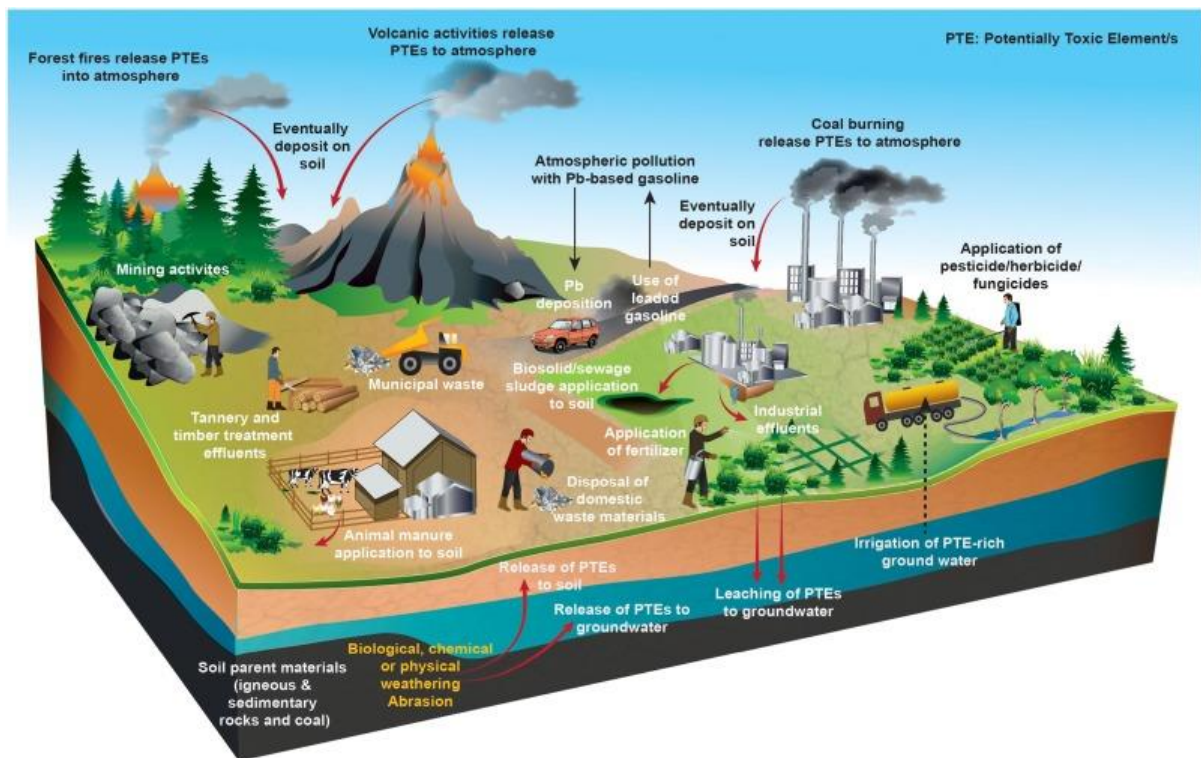 Volcanic activities release
PTEs to atmosphere
PTE: Potentially Toxic Element/s
Forest fires release PTEs
into atmosphere
Eventually
deposit on
soil
Coal burning
release PTEs to atmosphere
Atmospheric pollution
with Pb-based gasoline
Eventually
deposit on
soil
Application of
pesticide/herbicide/
fungicides
Mining activites
Pb
deposition
Use of
leaded
gasoline
Municipal waste
Biosolid/sewage
sludge application
to soil
Tannery and
timber treatment
effluents
Industrial
effluents
Application
of fertilizer
Disposal of
domestic
waste materials
Animal manure
application to soil
Irrigation of PTE-rich
ground water
Release of PTEs
to soil
Leaching of PTEs
to groundwater
Release of PTEs to
groundwater
Biological, chemical
or physical
weathering
Abrasion
Soil parent materials
(igneous &
sedimentary
rocks and coal)